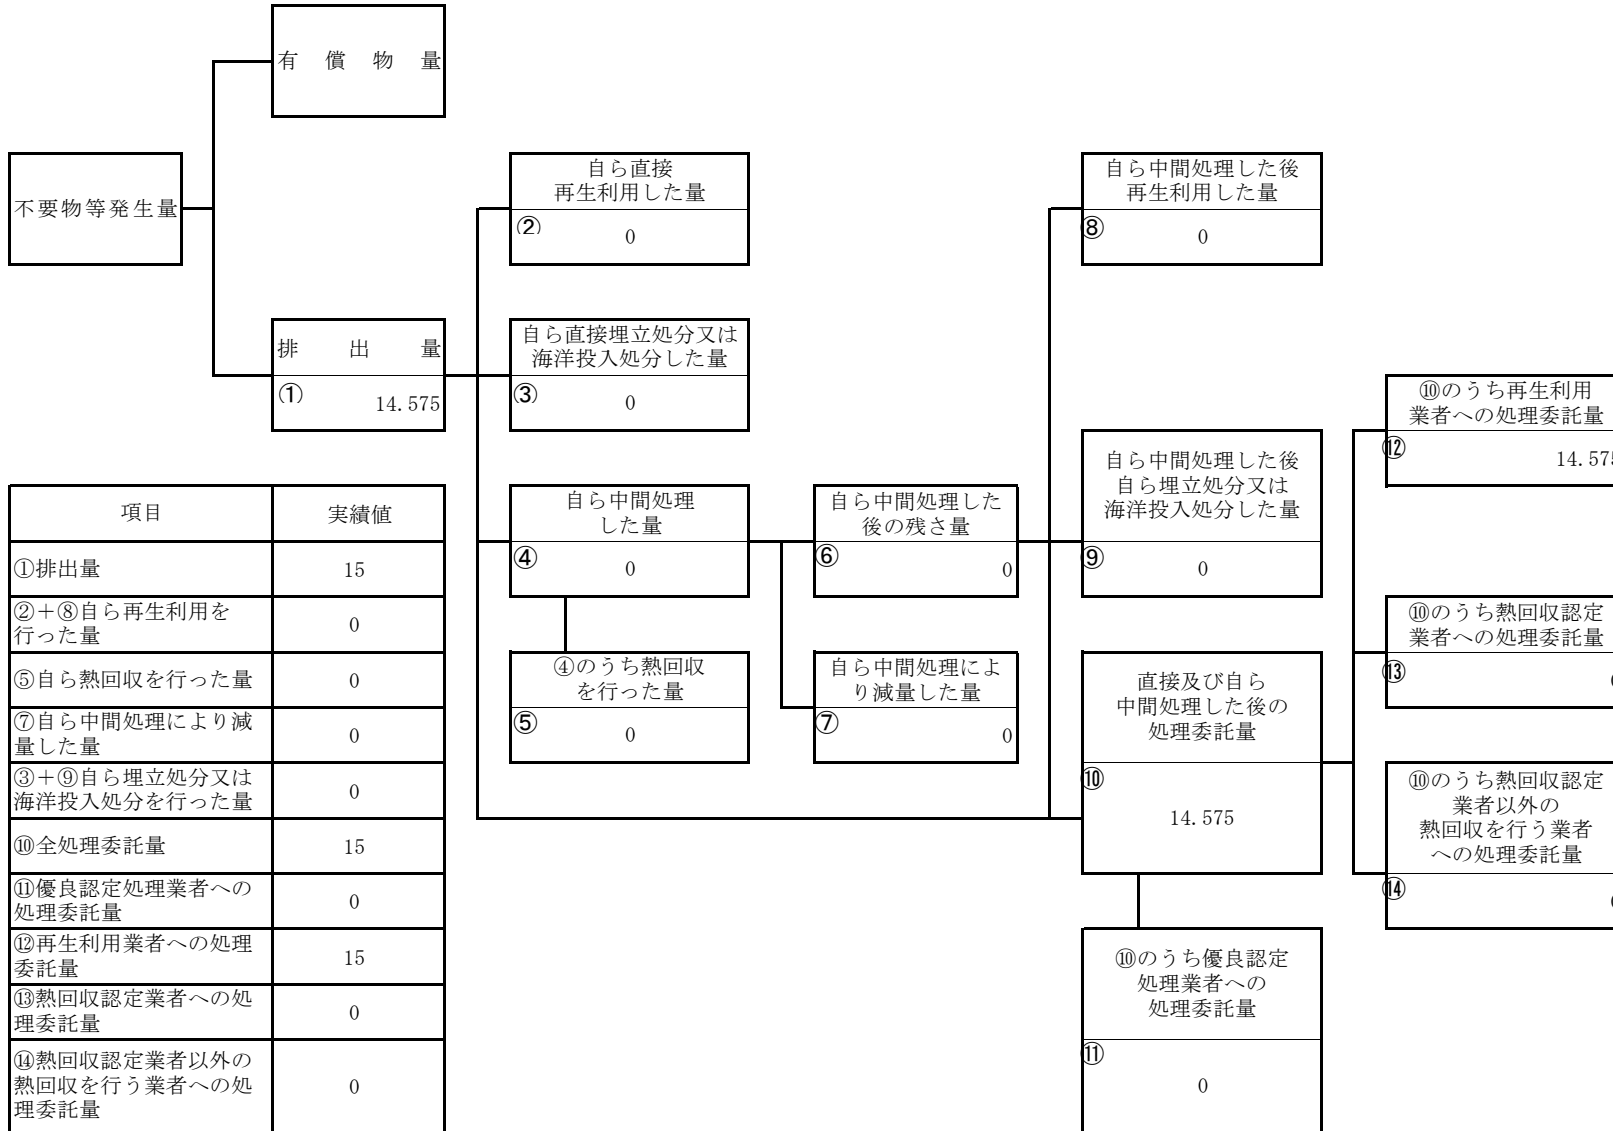 有償物量
不要物等発生量
排出量
①
14.575
自ら直接
再生利用した量
②
0
自ら直接埋立処分又は
海洋投入処分した量
③
0
自ら中間処理
した量
④
0
④のうち熱回収
を行った量
⑤
0
自ら中間処理した
後の残さ量
⑥
0
自ら中間処理によ
り減量した量
⑦
0
自ら中間処理した後
再生利用した量
⑧
0
自ら中間処理した後
自ら埋立処分又は
海洋投入処分した量
⑨
0
直接及び自ら
中間処理した後の
処理委託量
⑩
14.575
⑩のうち優良認定
処理業者への
処理委託量
⑪
0
⑩のうち再生利用
業者への処理委託量
⑫
14.575
⑩のうち熱回収認定
業者への処理委託量
⑬
⑩のうち熱回収認定
業者以外の
熱回収を行う業者
への処理委託量
⑭
項目 実績値
①排出量 15
②+⑧自ら再生利用を
行った量 0
⑤自ら熱回収を行った量 0
⑦自ら中間処理により減
量した量 0
③+⑨自ら埋立処分又は
海洋投入処分を行った量 0
⑩全処理委託量 15
⑪優良認定処理業者への
処理委託量 0
⑫再生利用業者への処理
委託量 15
⑬熱回収認定業者への処
理委託量 0
⑭熱回収認定業者以外の
熱回収を行う業者への処
理委託量 0